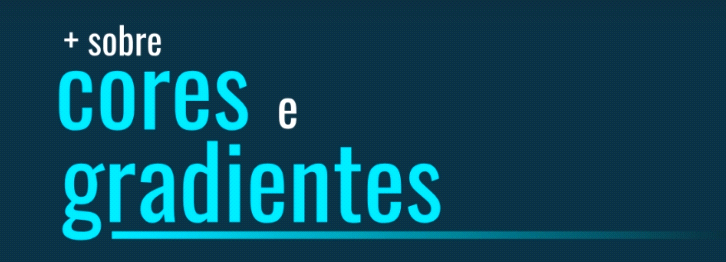 + sobre
cores e
gradientes